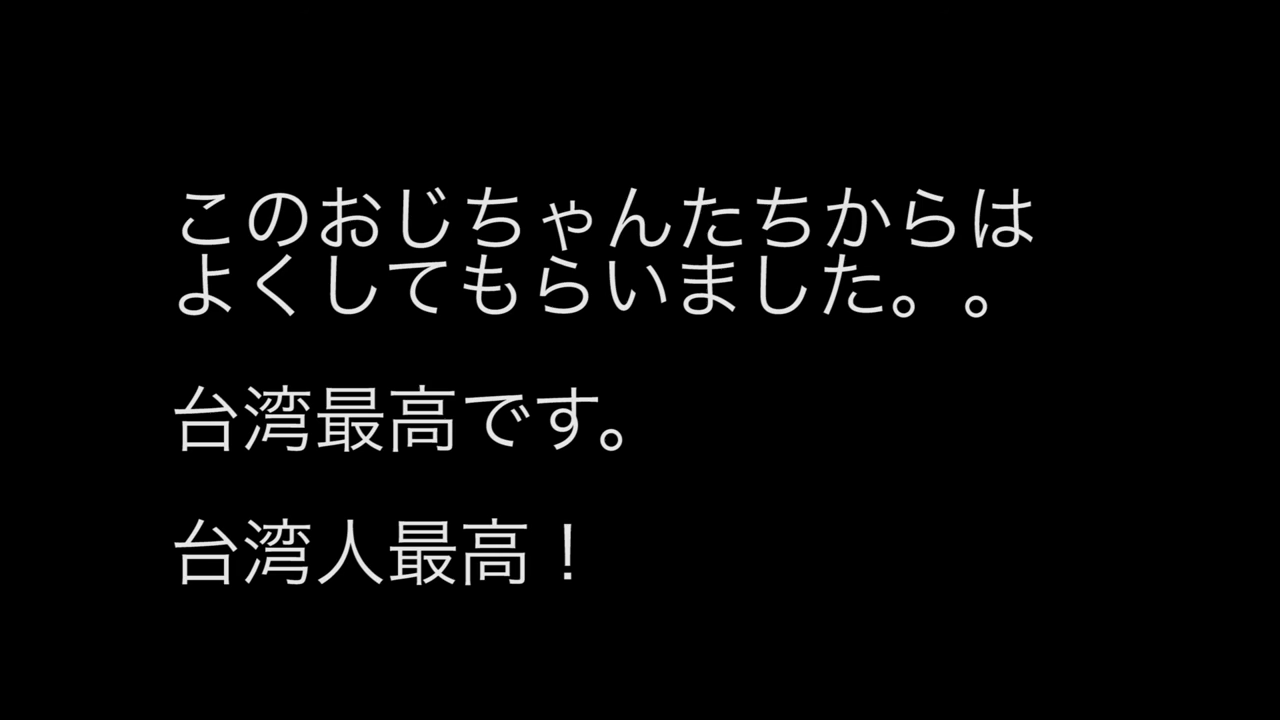 このおじちゃんたちからは
よくしてもらいました。。
台湾最高です。
台湾人最高！